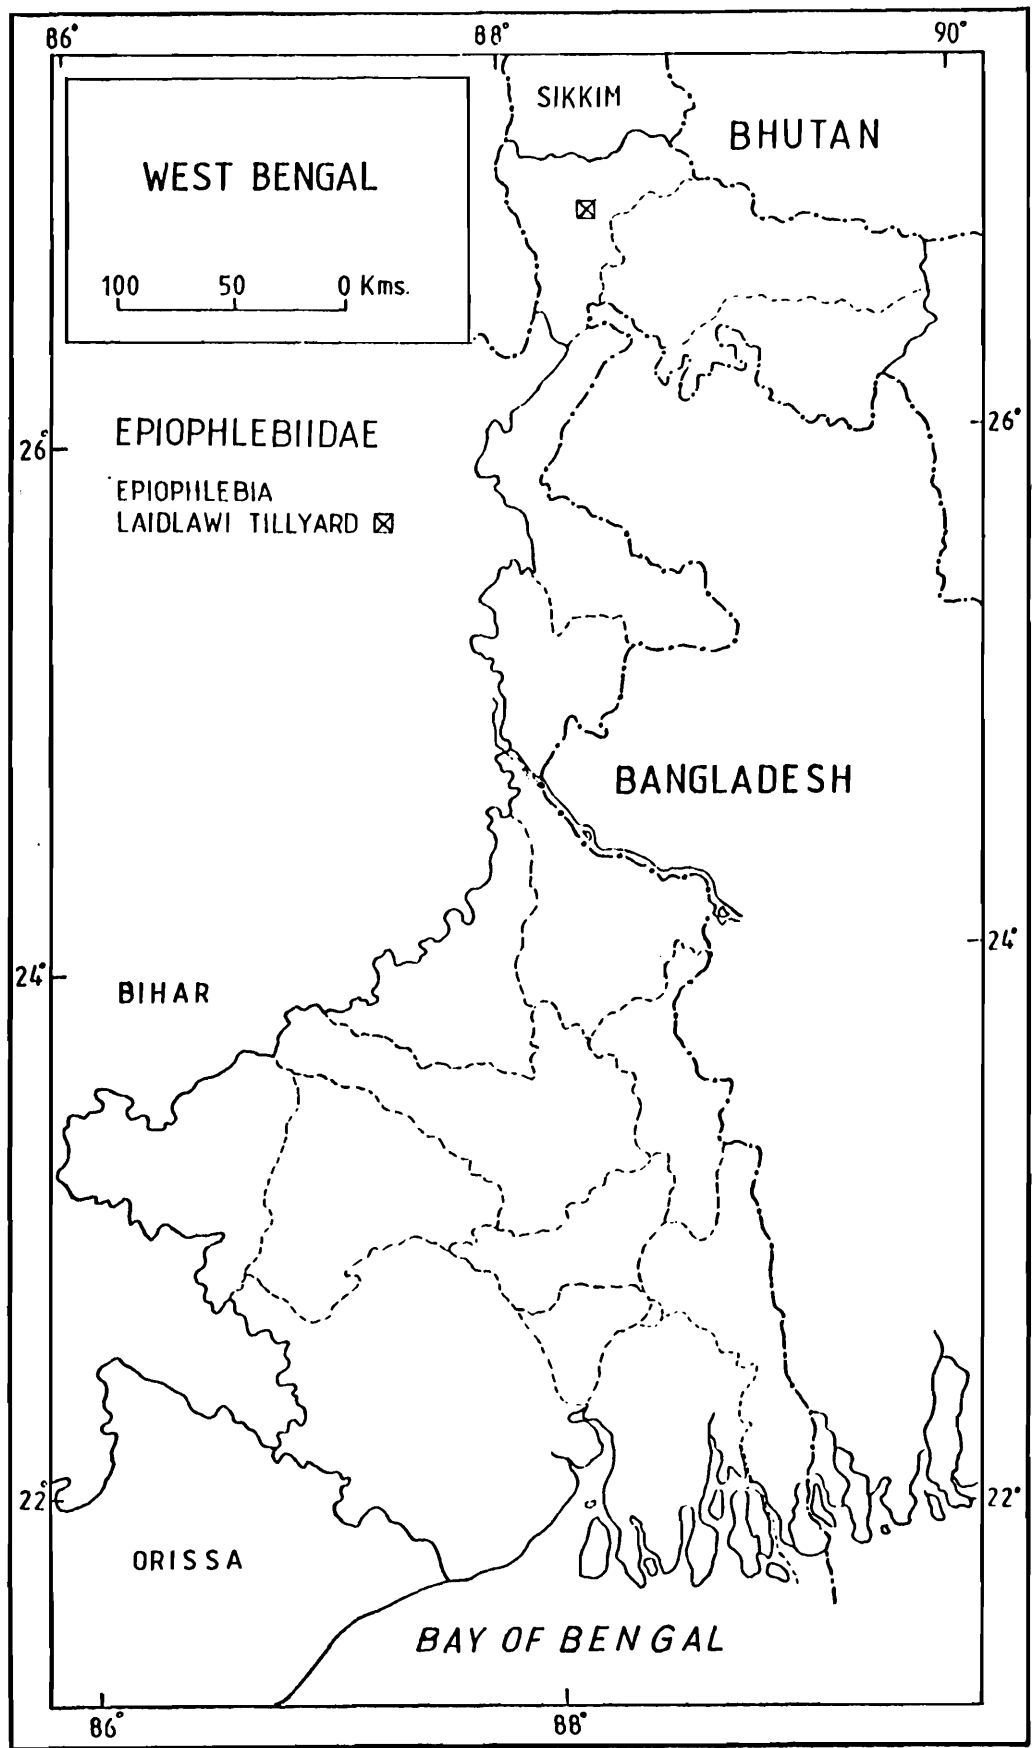 86° 88° 90°
SIKKIM
BHUTAN
WEST BENGAL
100 50 0 Kms.
26° 26°
EPIOPHLEBIIDAE
EPIOPHLEBIA
LAIDLAWI TILLYARD
BANGLADESH
24° 24°
BIHAR
22° 22°
ORISSA
BAY OF BENGAL
86° 88°